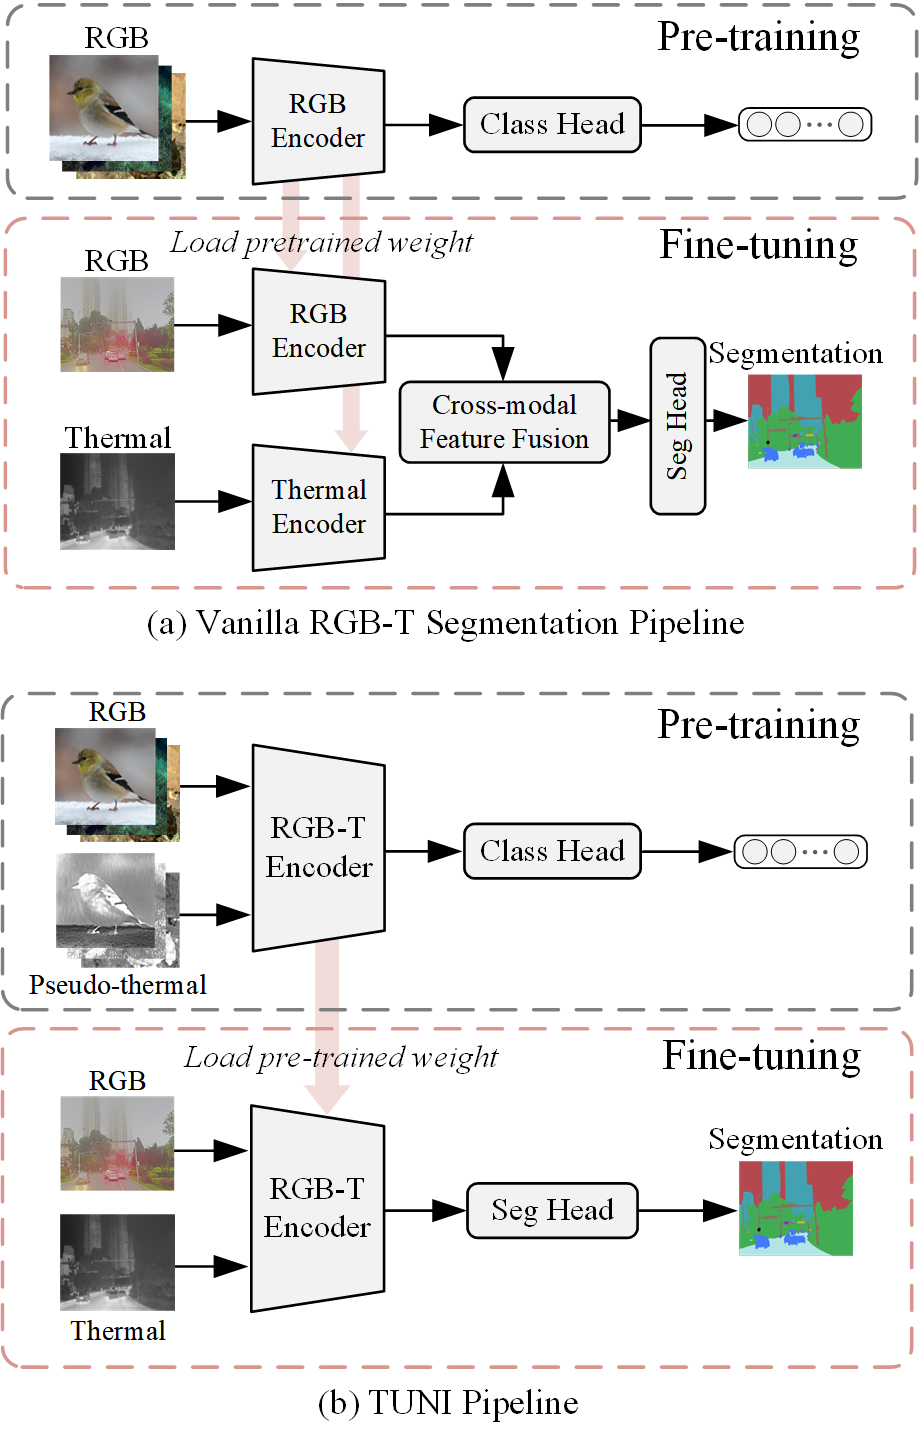 RGB
Pre-training
RGB
Encoder
Class Head
Load pretrained weight
Fine-tuning
RGB
RGB
Encoder
Segmentation
Cross-modal
Feature Fusion
Seg Head
Thermal
Thermal
Encoder
(a) Vanilla RGB-T Segmentation Pipeline
RGB
Pre-training
RGB-T
Encoder
Class Head
Pseudo-thermal
Load pre-trained weight
Fine-tuning
RGB
Segmentation
RGB-T
Encoder
Seg Head
Thermal
(b) TUNI Pipeline